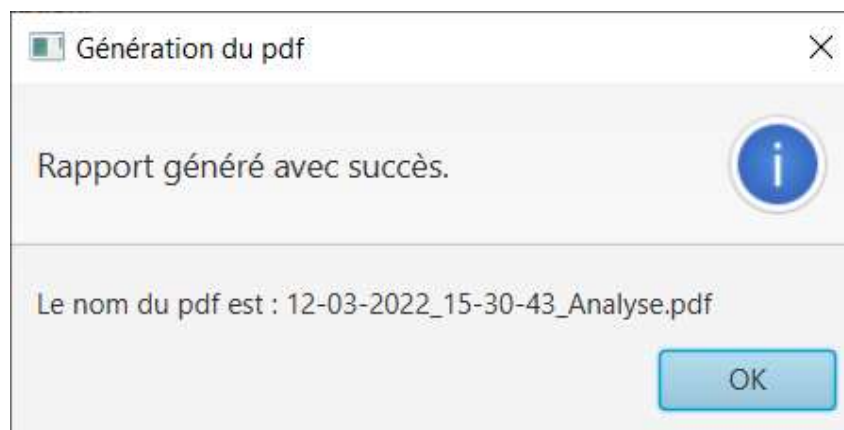 Génération du pdf
Rapport généré avec succès.
Le nom du pdf est : 12-03-2022_15-30-43_Analyse.pdf
OK